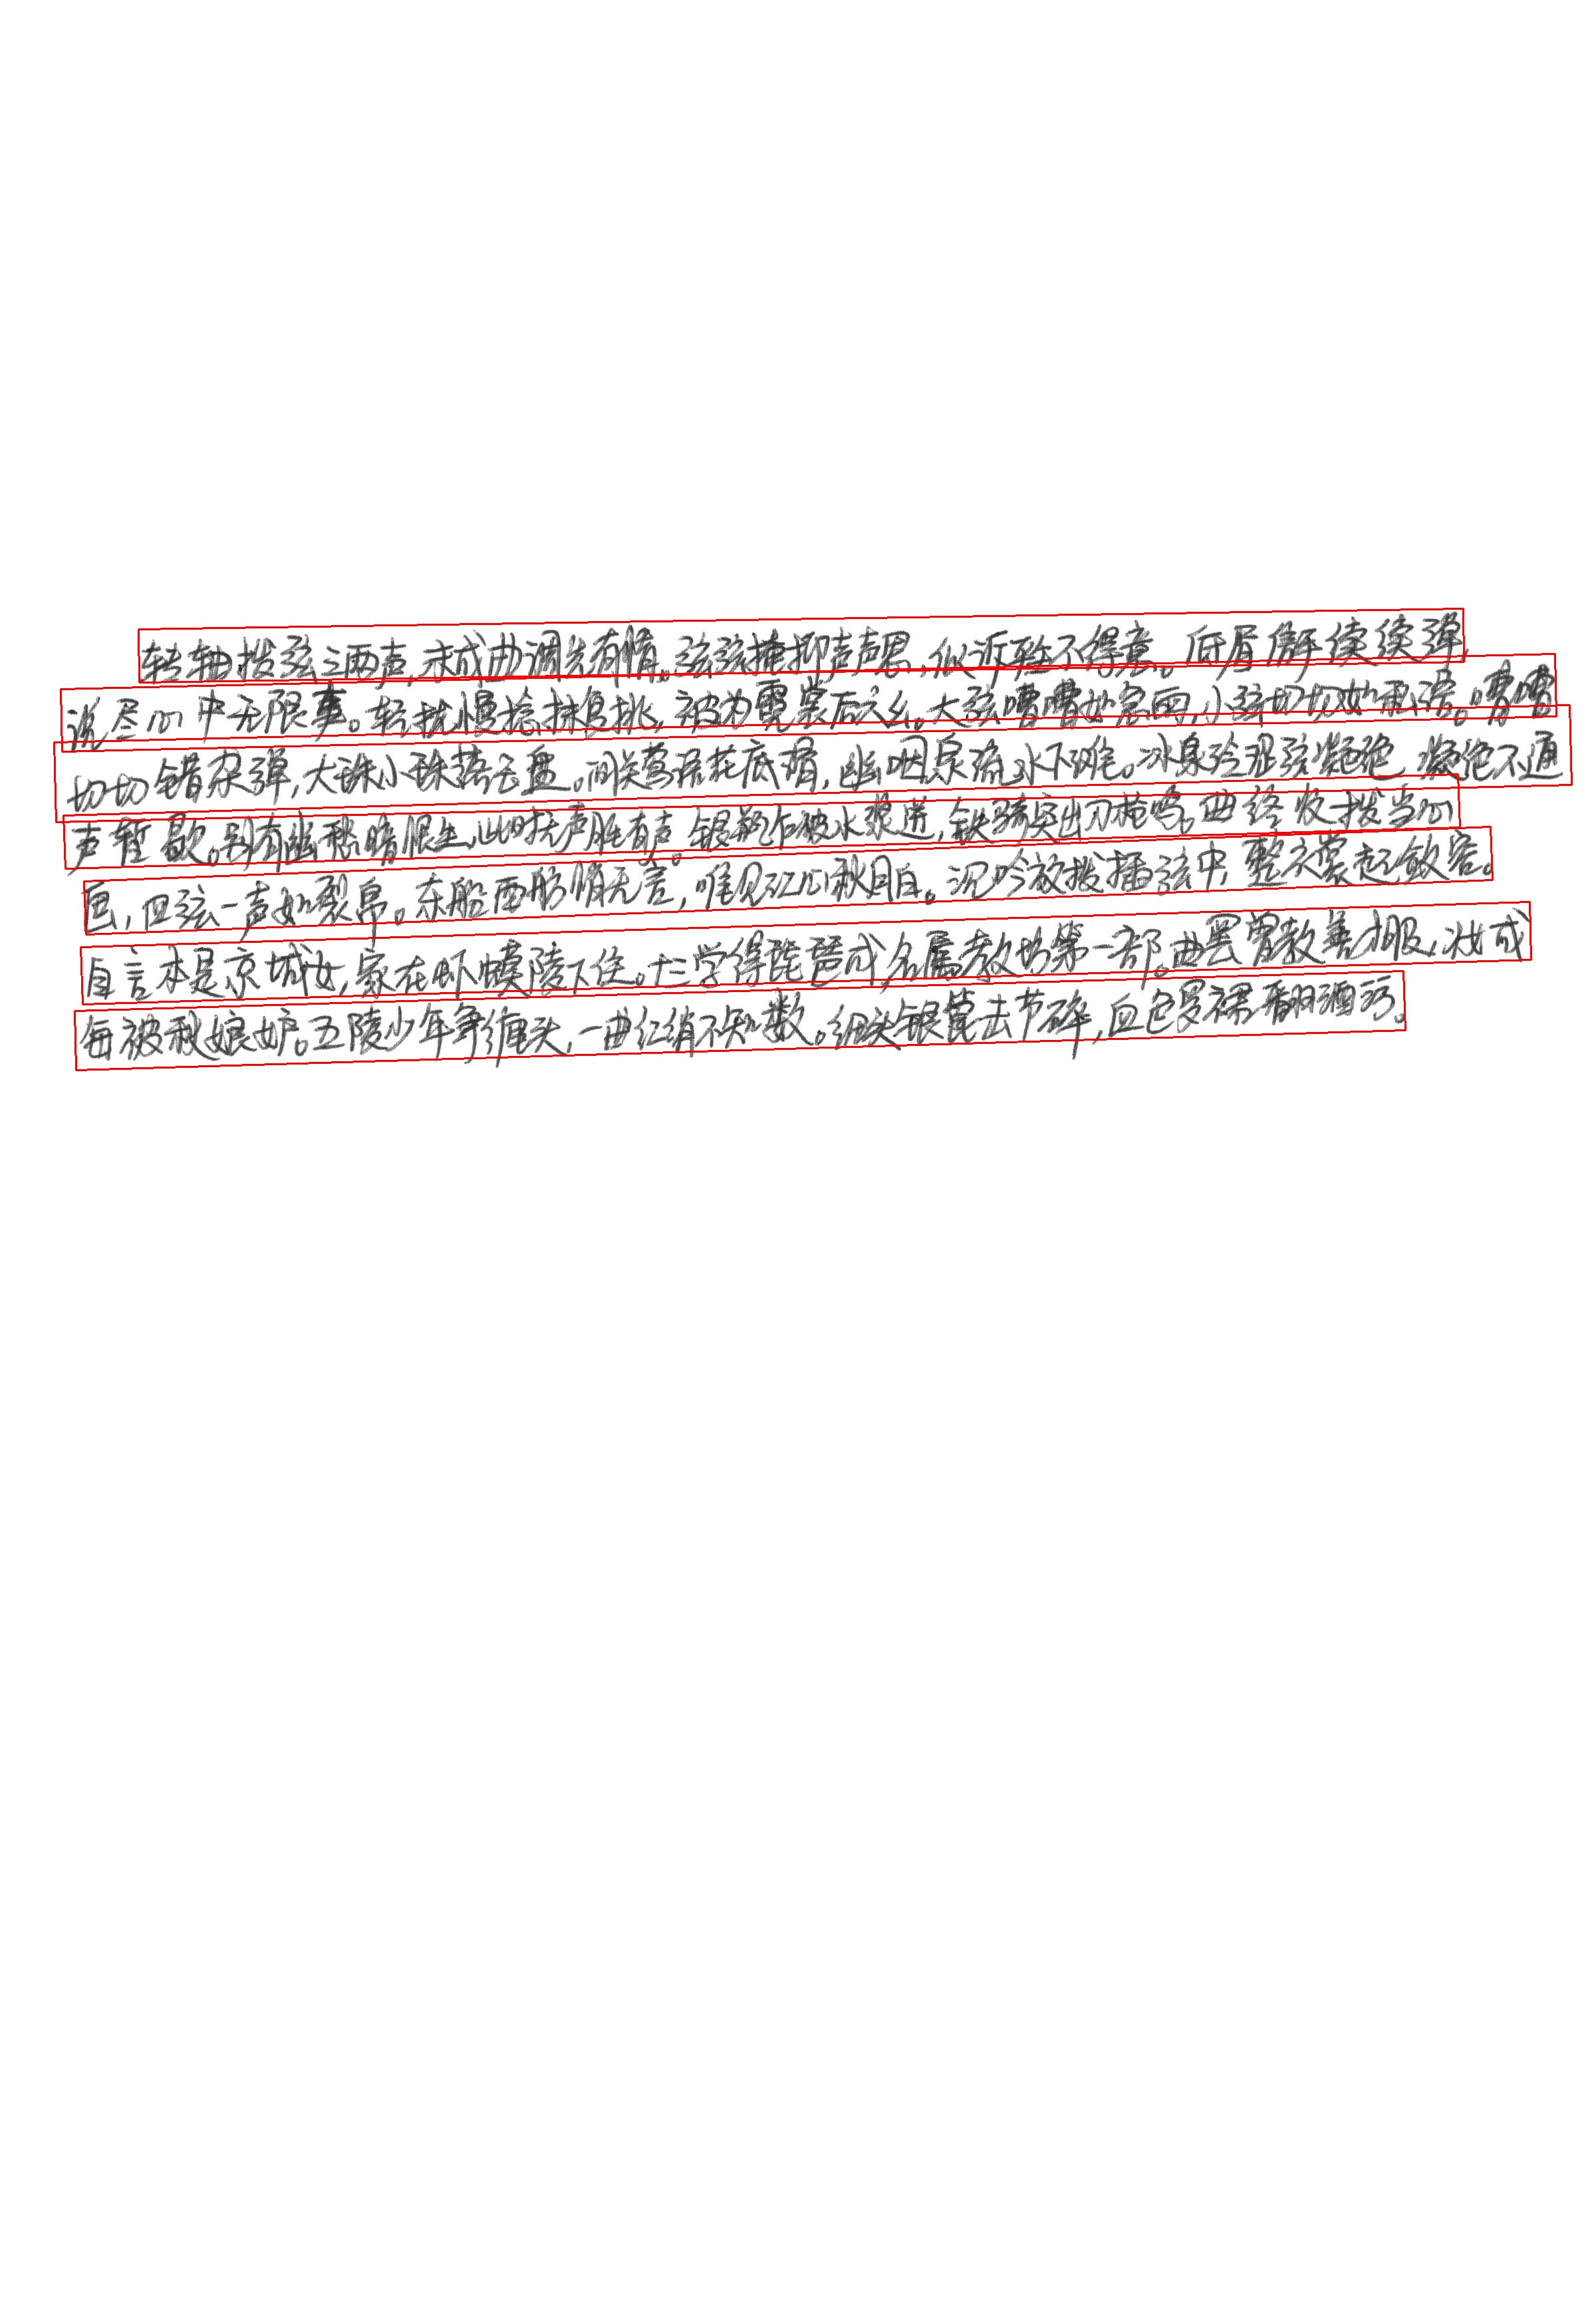 转轴拨弦三两声,未成曲调先有情。弦弦掩抑声声思,似诉平生不得意。低眉信手续续弹,
说尽心中无限事。轻拢慢捻抹复挑,初为霓裳后六幺。大弦嘈嘈如急雨,小弦切切如私语。嘈嘈
切切错杂弹,大珠小珠落玉盘。间关莺语花底滑,幽咽泉流水下滩。冰泉冷涩弦凝绝,凝绝不通
声暂歇。别有幽愁暗恨生,此时无声胜有声。银瓶乍破水浆迸,铁骑突出刀枪鸣。曲终收拨当心
画,四弦一声如裂帛。东船西舫悄无言,唯见江心秋月白。沉吟放拨插弦中,整衣裳起敛容。
自言本是京城女,家在虾蟆陵下住。十三学得琵琶成,名属教坊第一部。曲罢曾教善才服,妆成
每被秋娘妒。五陵少年争缠头,一曲红绡不知数。钿头银篦击节碎,血色罗裙翻酒污。